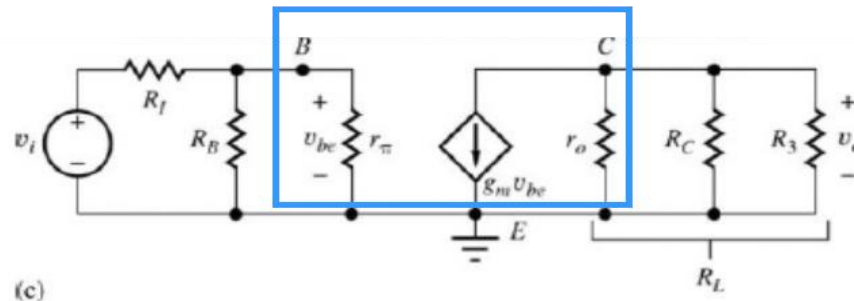 B
C
R_I
+
v_i
−
R_B
+
v_be
−
r_π
g_m v_be
r_o
R_C
R_3
+
v
−
E
R_L
(c)